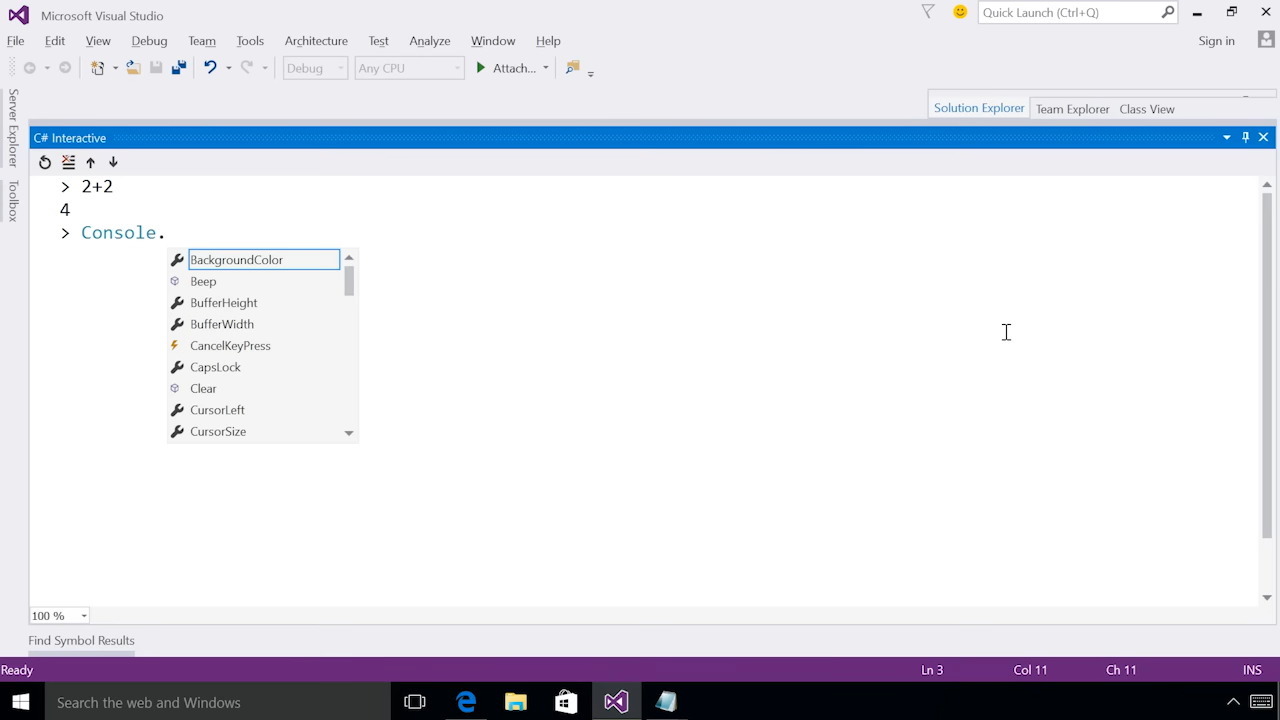 Microsoft Visual Studio
Quick Launch (Ctrl+Q)
File Edit View Debug Team Tools Architecture Test Analyze Window Help
Sign in
Debug Any CPU Attach...
Server Explorer
Toolbox
Solution Explorer Team Explorer Class View
C# Interactive
> 2+2
4
> Console.
BackgroundColor
Beep
BufferHeight
BufferWidth
CancelKeyPress
CapsLock
Clear
CursorLeft
CursorSize
100 %
Find Symbol Results
Ready Ln 3 Col 11 Ch 11 INS
Search the web and Windows